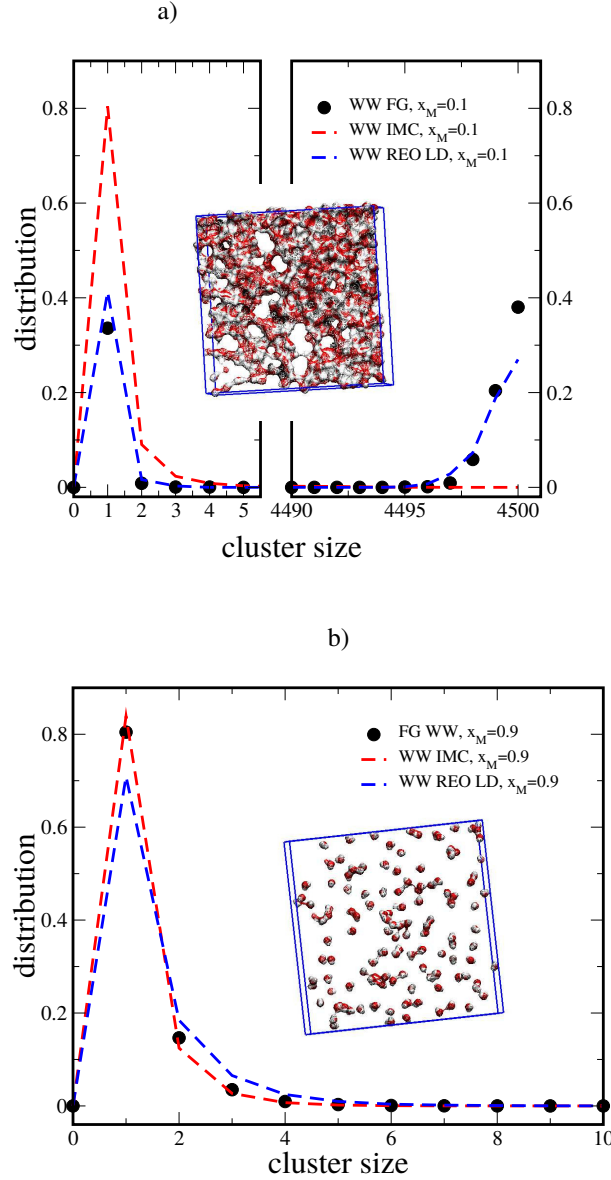 a)
0.8
0.6
0.4
0.2
0
distribution
WW FG, x_M=0.1
WW IMC, x_M=0.1
WW REO LD, x_M=0.1
0.8
0.6
0.4
0.2
0
0 1 2 3 4 5
4490 4495 4500
cluster size
b)
0.8
0.6
0.4
0.2
0
distribution
FG WW, x_M=0.9
WW IMC, x_M=0.9
WW REO LD, x_M=0.9
0 2 4 6 8 10
cluster size